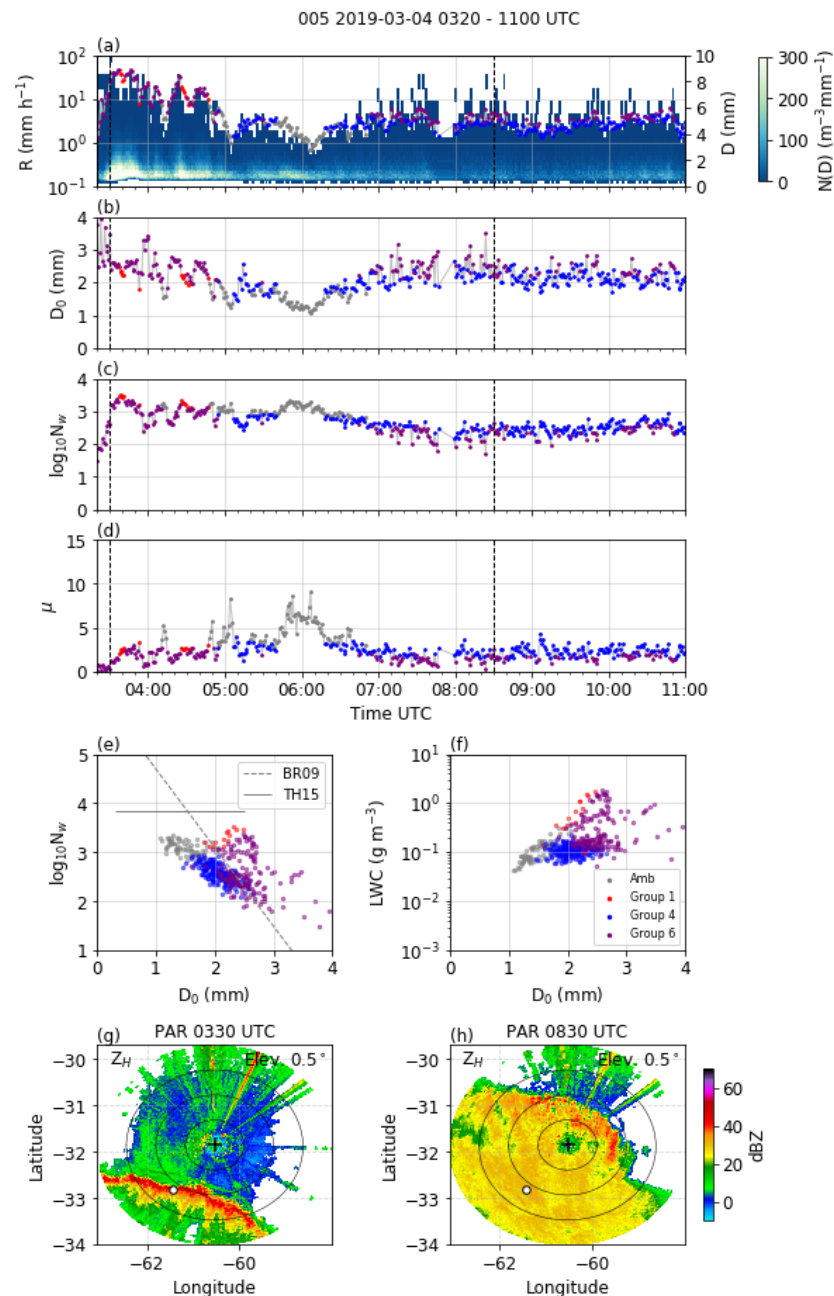 005 2019-03-04 0320 - 1100 UTC
(a)
R (mm h⁻¹)
10²
10¹
10⁰
10⁻¹
10
8
6
4
2
0
D (mm)
300
200
100
0
N(D) (m⁻³mm⁻¹)
(b)
D₀ (mm)
4
3
2
1
0
(c)
log₁₀N_w
4
3
2
1
0
(d)
μ
15
10
5
0
04:00 05:00 06:00 07:00 08:00 09:00 10:00 11:00
Time UTC
(e)
log₁₀N_w
5
4
3
2
1
BR09
TH15
0 1 2 3 4
D₀ (mm)
(f)
LWC (g m⁻³)
10¹
10⁰
10⁻¹
10⁻²
10⁻³
Amb
Group 1
Group 4
Group 6
0 1 2 3 4
D₀ (mm)
(g) PAR 0330 UTC
Z_H Elev. 0.5°
Latitude
−30
−31
−32
−33
−34
−62 −60
Longitude
(h) PAR 0830 UTC
Z_H Elev. 0.5°
Latitude
−30
−31
−32
−33
−34
−62 −60
Longitude
60
40
20
0
dBZ